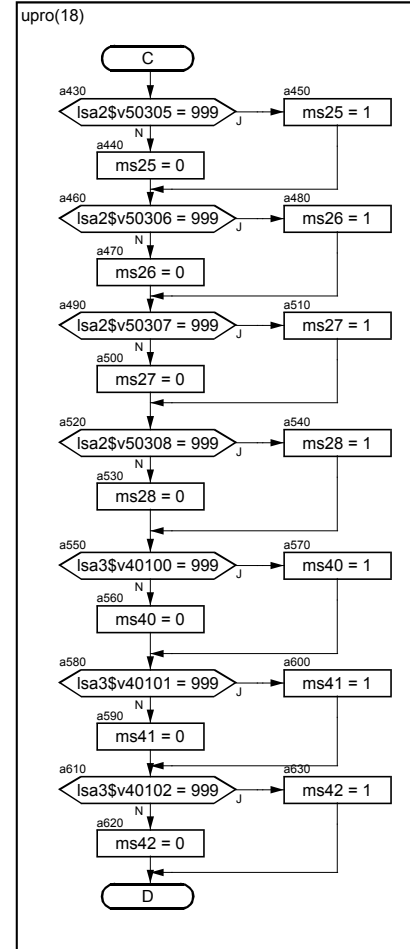 upro(18)
C
a430
lsa2$v50305 = 999
J
N
a450
ms25 = 1
a440
ms25 = 0
a460
lsa2$v50306 = 999
J
N
a480
ms26 = 1
a470
ms26 = 0
a490
lsa2$v50307 = 999
J
N
a510
ms27 = 1
a500
ms27 = 0
a520
lsa2$v50308 = 999
J
N
a540
ms28 = 1
a530
ms28 = 0
a550
lsa3$v40100 = 999
J
N
a570
ms40 = 1
a560
ms40 = 0
a580
lsa3$v40101 = 999
J
N
a600
ms41 = 1
a590
ms41 = 0
a610
lsa3$v40102 = 999
J
N
a630
ms42 = 1
a620
ms42 = 0
D